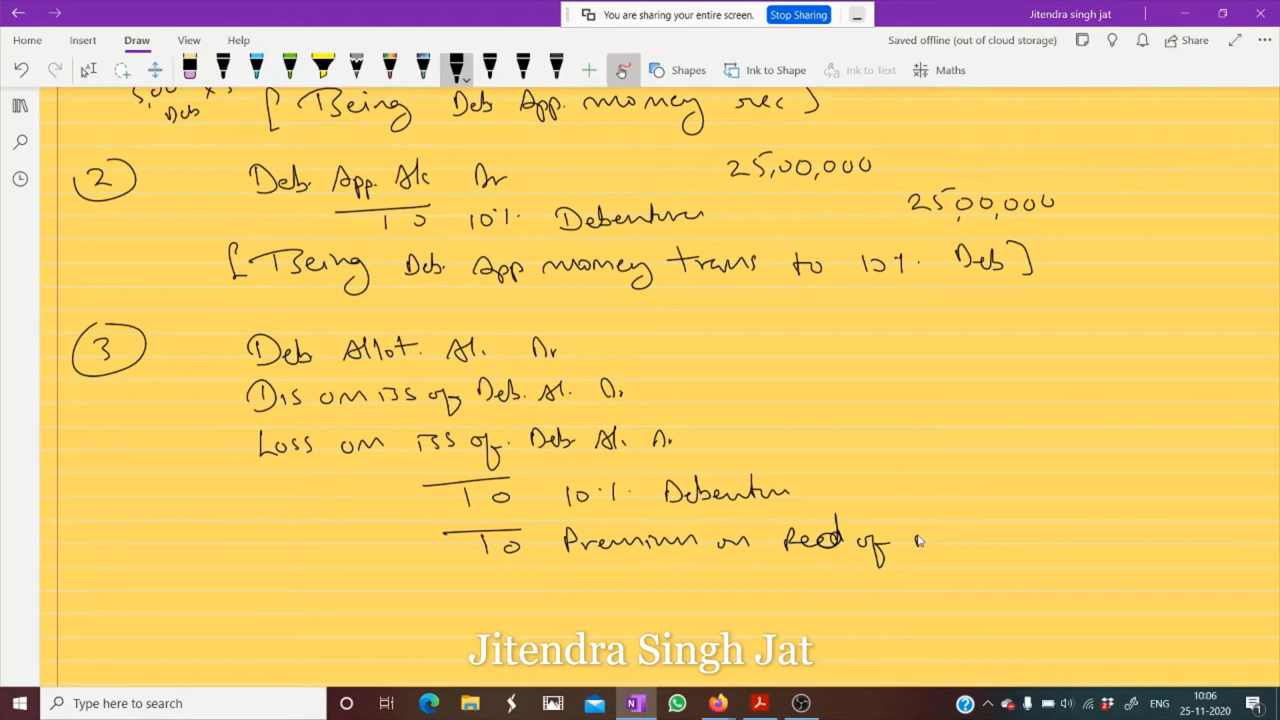 You are sharing your entire screen. Stop Sharing
Jitendra singh jat
Home Insert Draw View Help
Saved offline (out of cloud storage) Share
Shapes Ink to Shape Ink to Text Maths
Deb [ Being Deb App. money rec ]
2 Deb. App. A/c Dr 25,00,000
To 10%. Debenture 25,00,000
[ Being Deb. App money trans to 10%. Deb ]
3 Deb Allot. A/c. Dr
Dis on iss of Deb. A/c. Dr
Loss on iss of. Deb A/c. Dr
To 10%. Debenture
To Premium on Red of
Jitendra Singh Jat
Type here to search
ENG
10:06
25-11-2020